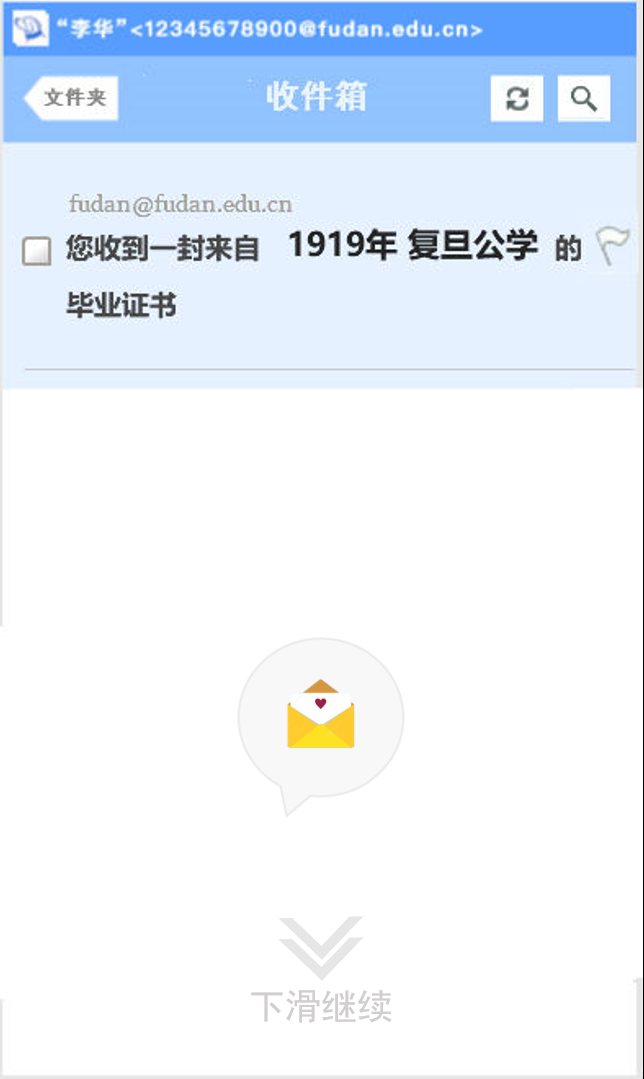 “李华”<12345678900@fudan.edu.cn>
文件夹
收件箱
fudan@fudan.edu.cn
您收到一封来自 1919年 复旦公学 的
毕业证书
下滑继续